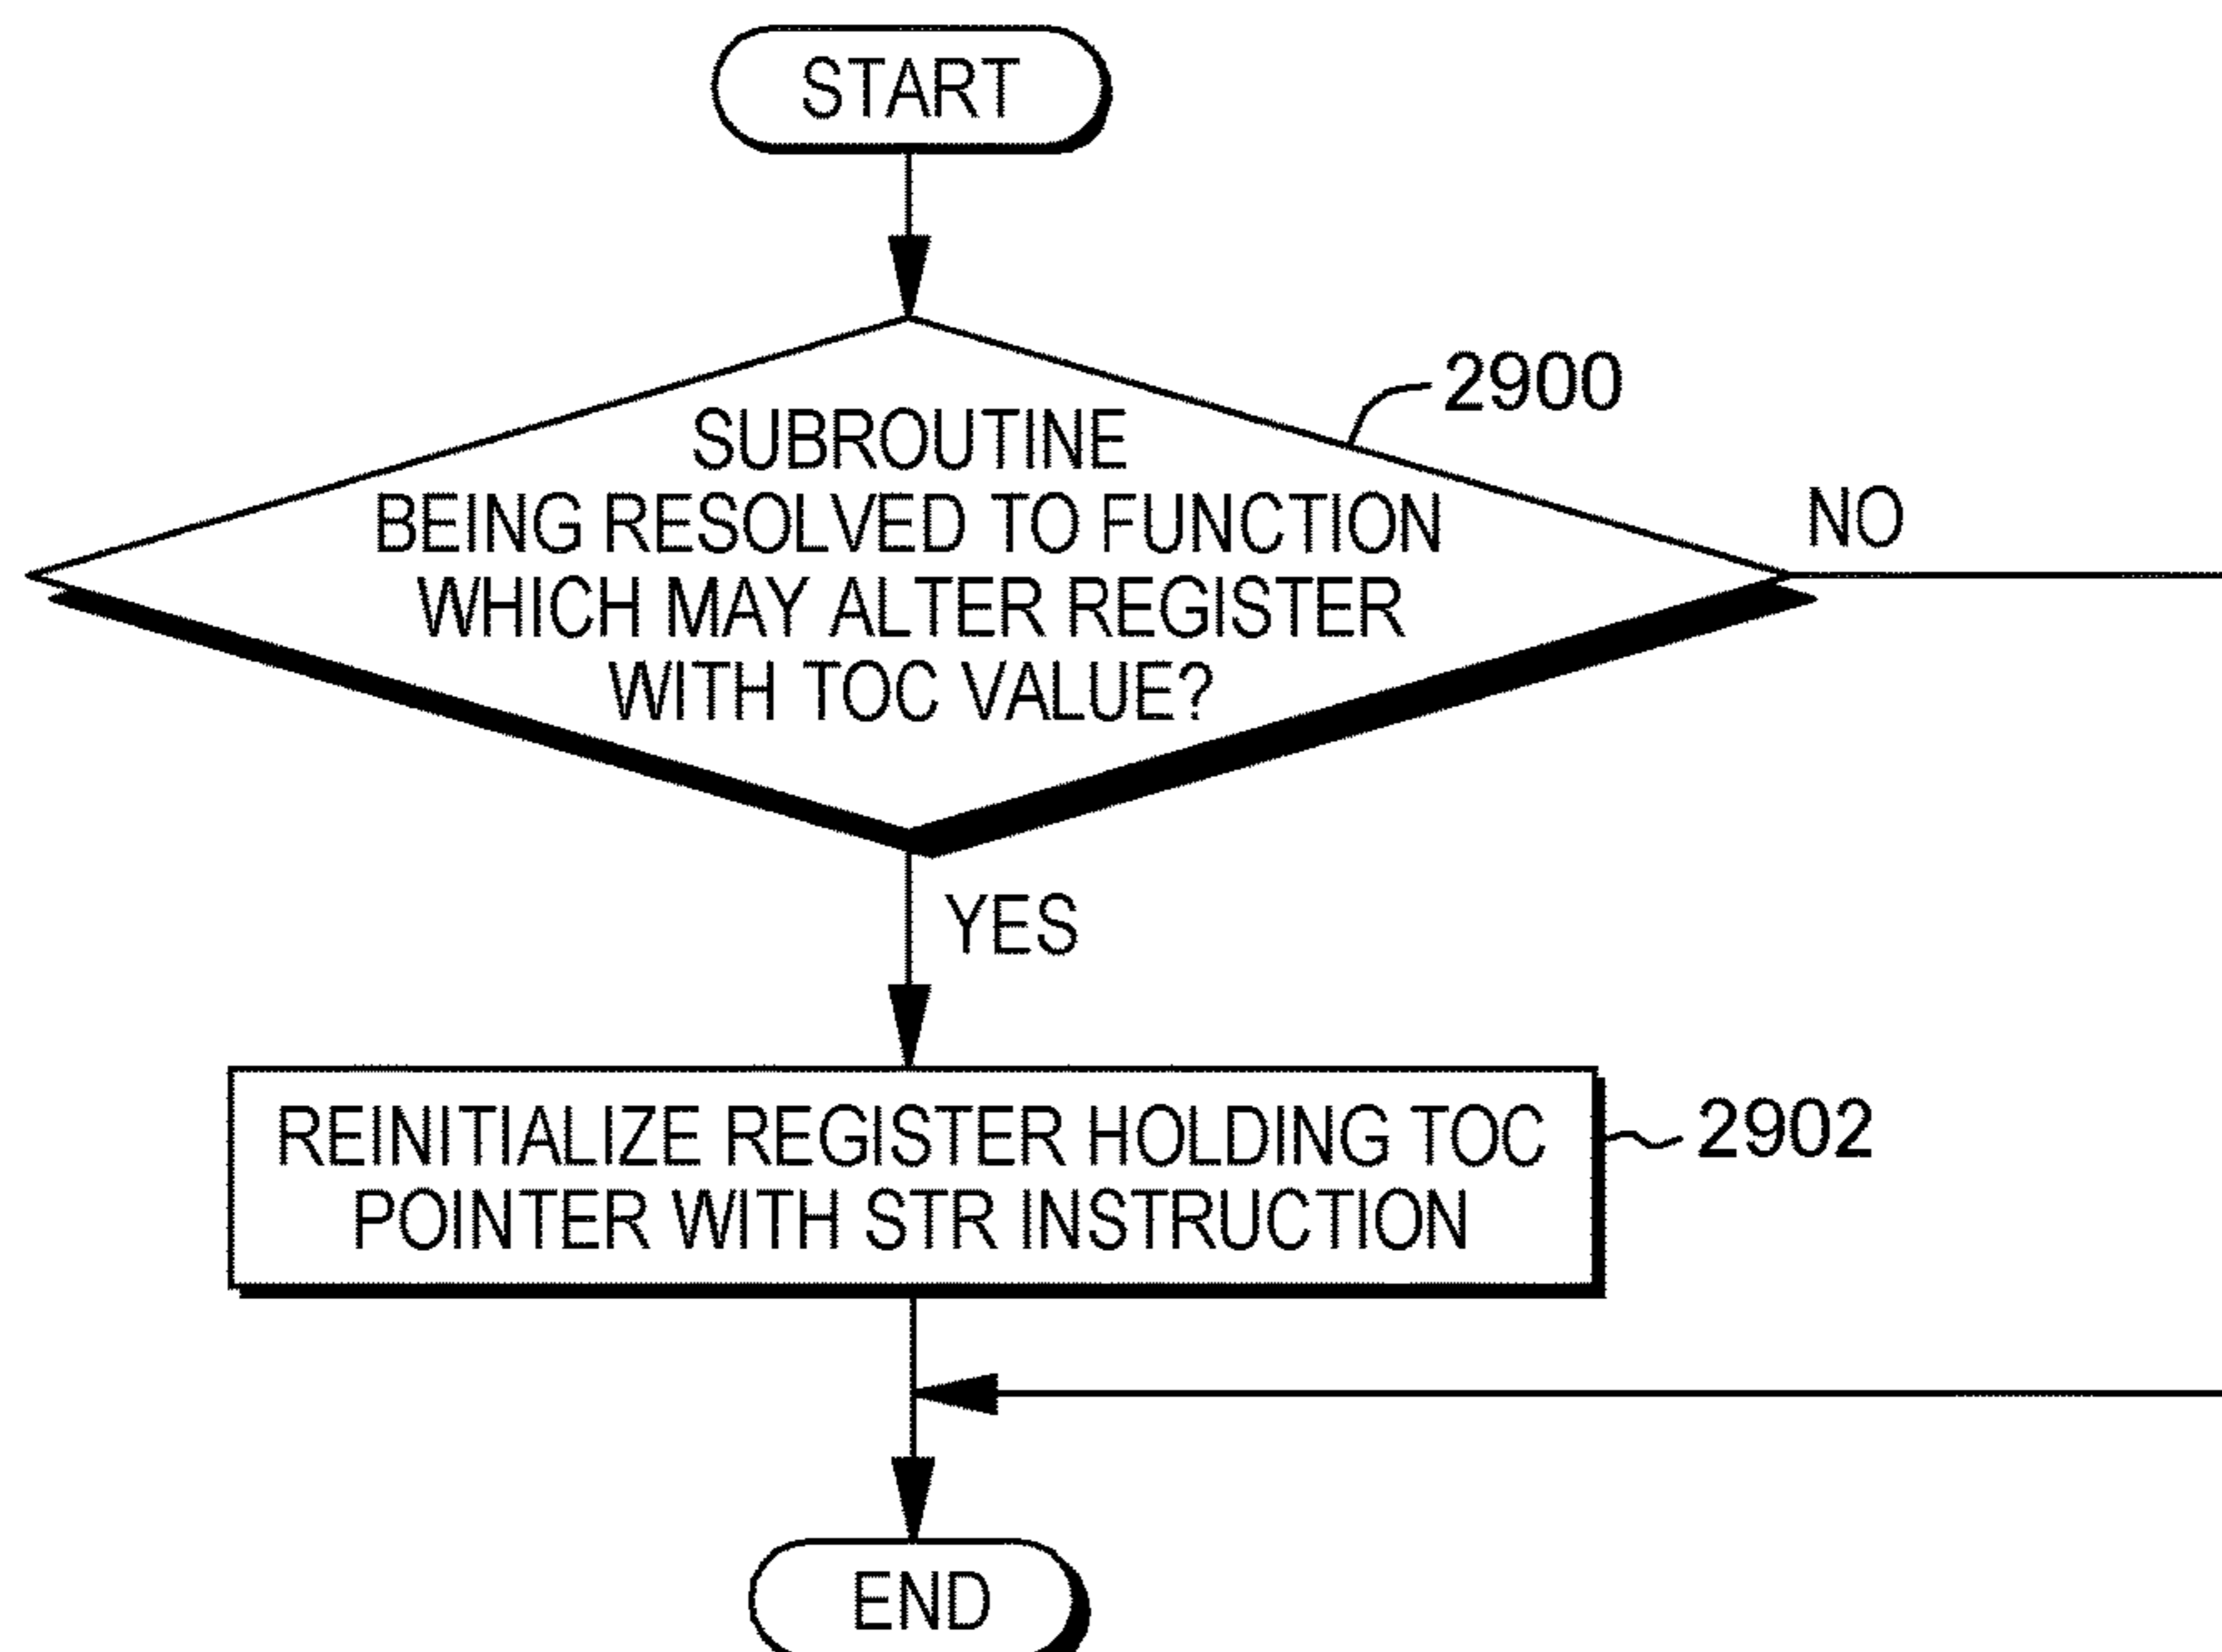 START
2900
SUBROUTINE
BEING RESOLVED TO FUNCTION
WHICH MAY ALTER REGISTER
WITH TOC VALUE?
NO
YES
REINITIALIZE REGISTER HOLDING TOC
POINTER WITH STR INSTRUCTION
2902
END